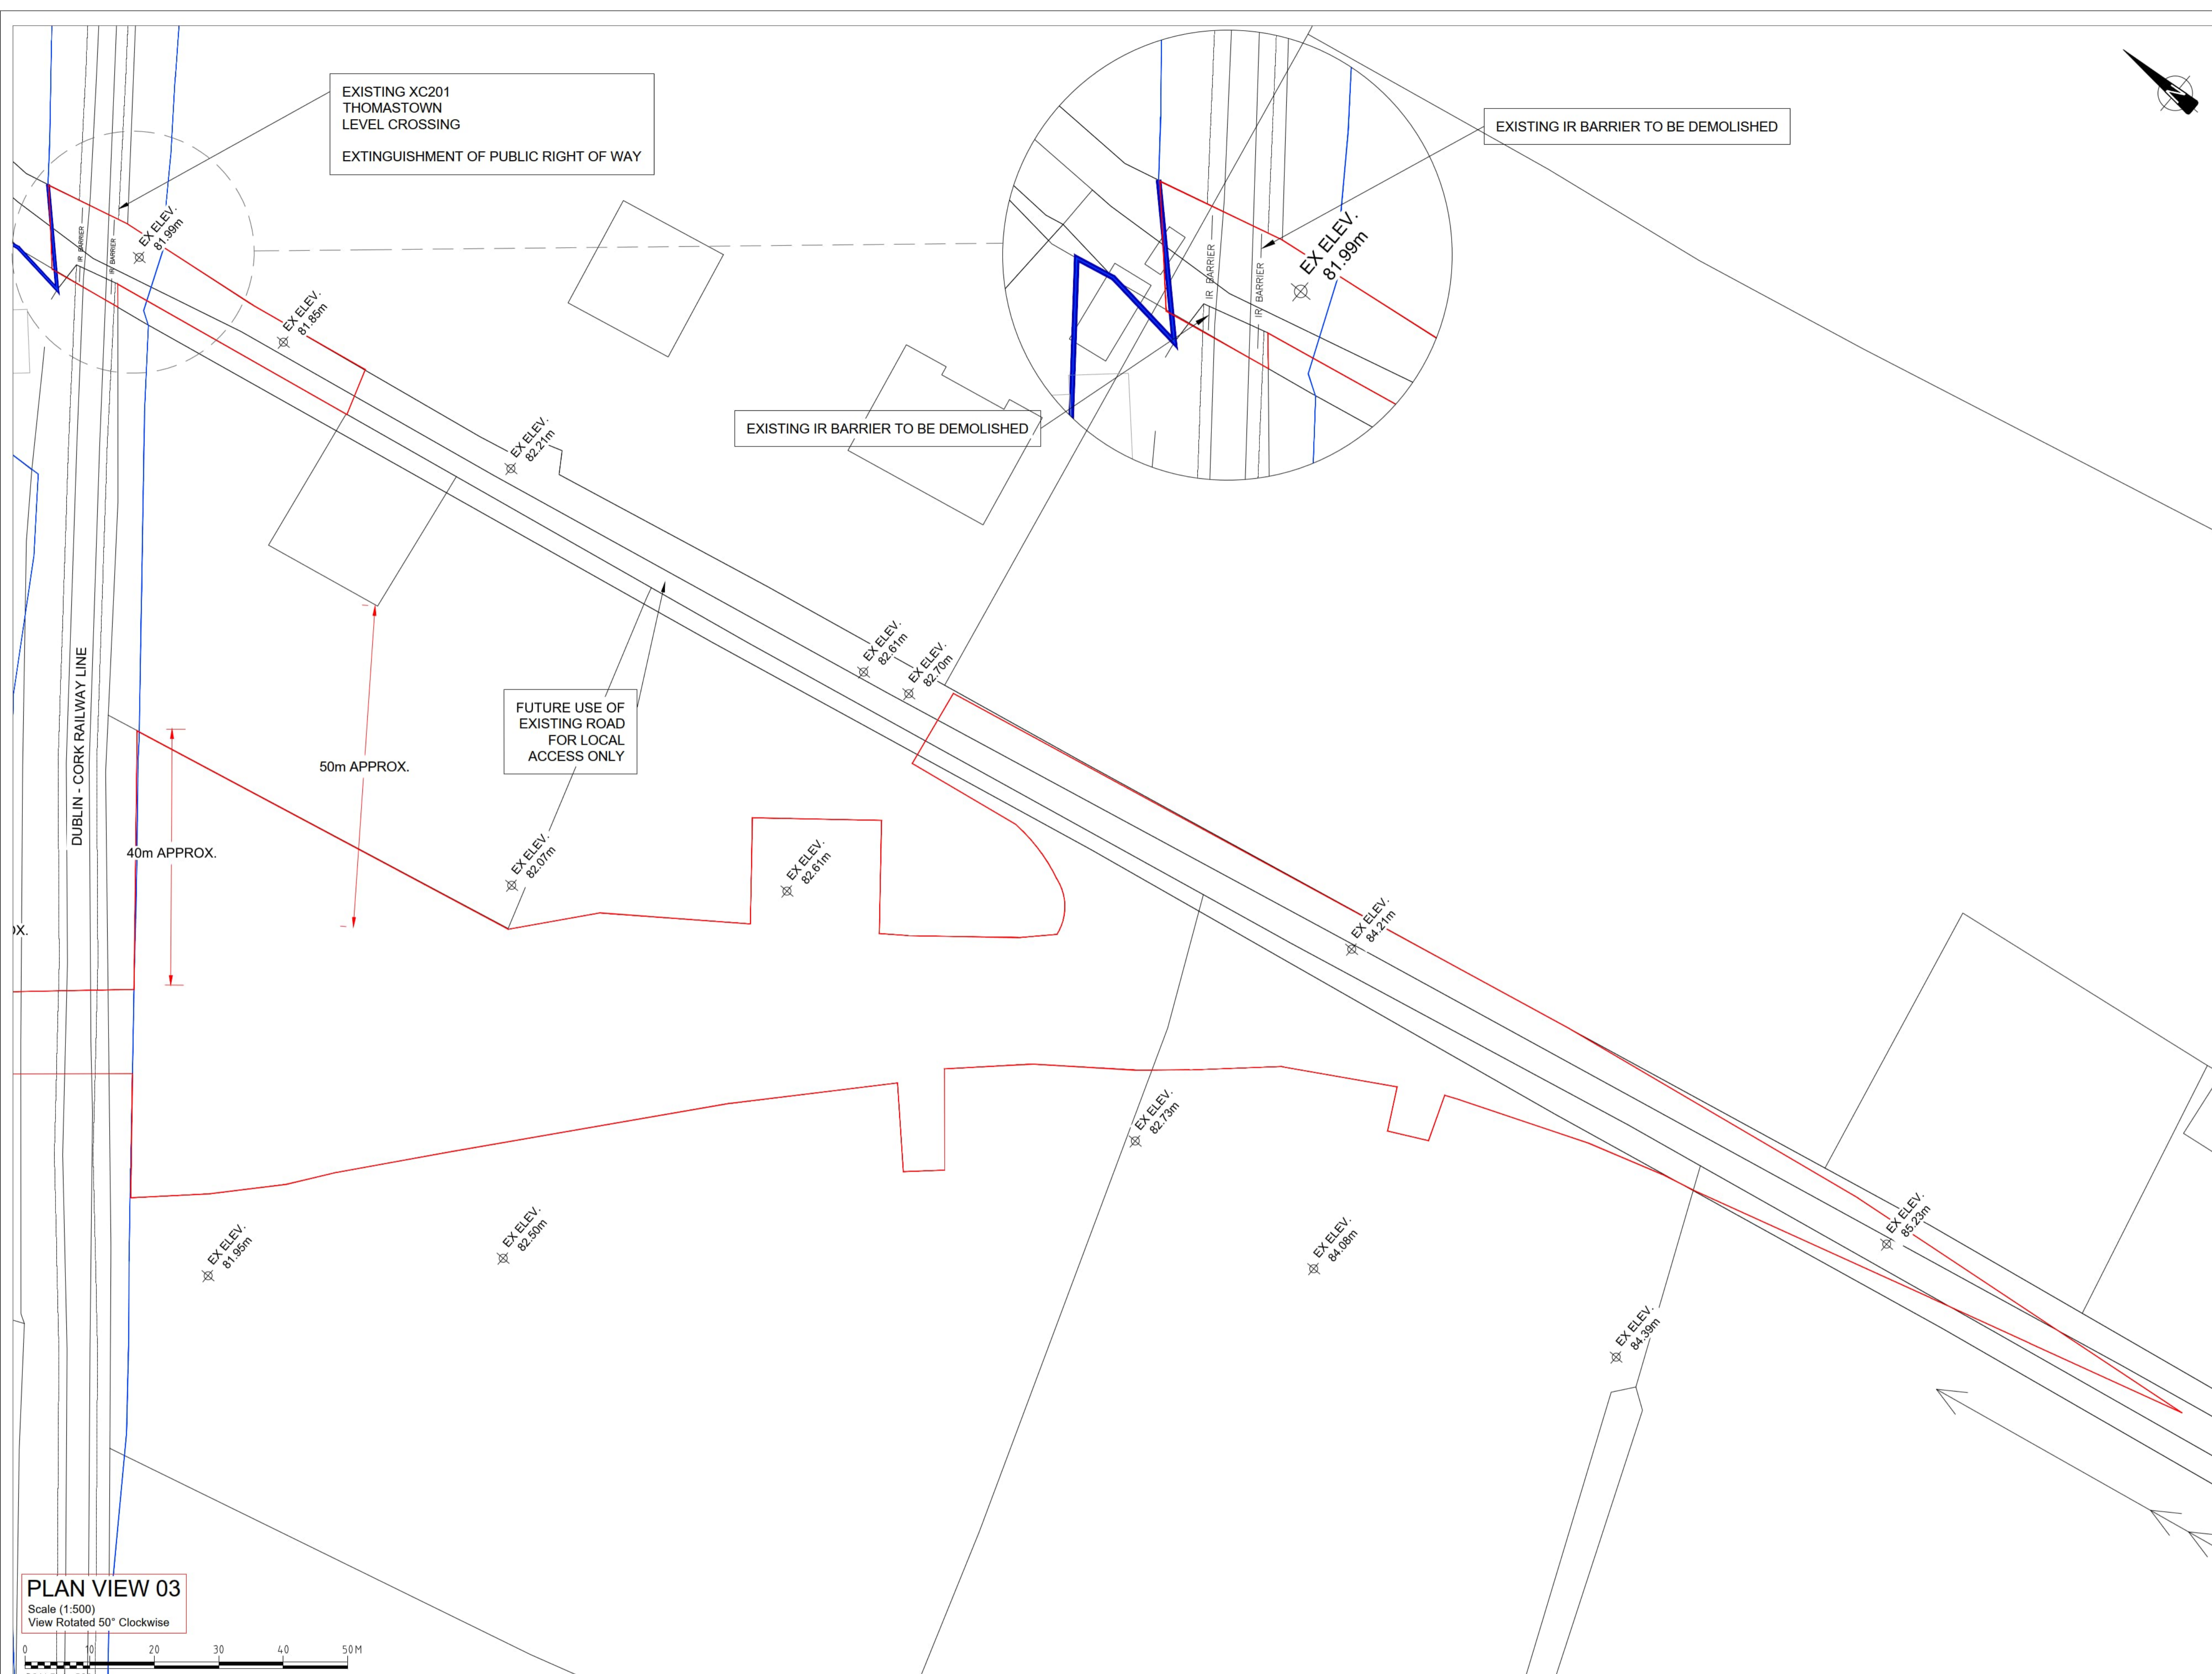 EXISTING XC201
THOMASTOWN
LEVEL CROSSING
EXTINGUISHMENT OF PUBLIC RIGHT OF WAY
EXISTING IR BARRIER TO BE DEMOLISHED
N
IR BARRIER
IR BARRIER
EX ELEV.
81.99m
IR BARRIER
IR BARRIER
EX ELEV.
81.99m
EX ELEV.
81.85m
EX ELEV.
82.21m
EXISTING IR BARRIER TO BE DEMOLISHED
EX ELEV.
82.61m
EX ELEV.
82.70m
DUBLIN - CORK RAILWAY LINE
FUTURE USE OF
EXISTING ROAD
FOR LOCAL
ACCESS ONLY
50m APPROX.
40m APPROX.
EX ELEV.
82.07m
EX ELEV.
82.61m
EX ELEV.
84.21m
EX ELEV.
82.73m
EX ELEV.
81.95m
EX ELEV.
82.50m
EX ELEV.
84.08m
EX ELEV.
85.23m
EX ELEV.
84.39m
PLAN VIEW 03
Scale (1:500)
View Rotated 50° Clockwise
0 10 20 30 40 50M